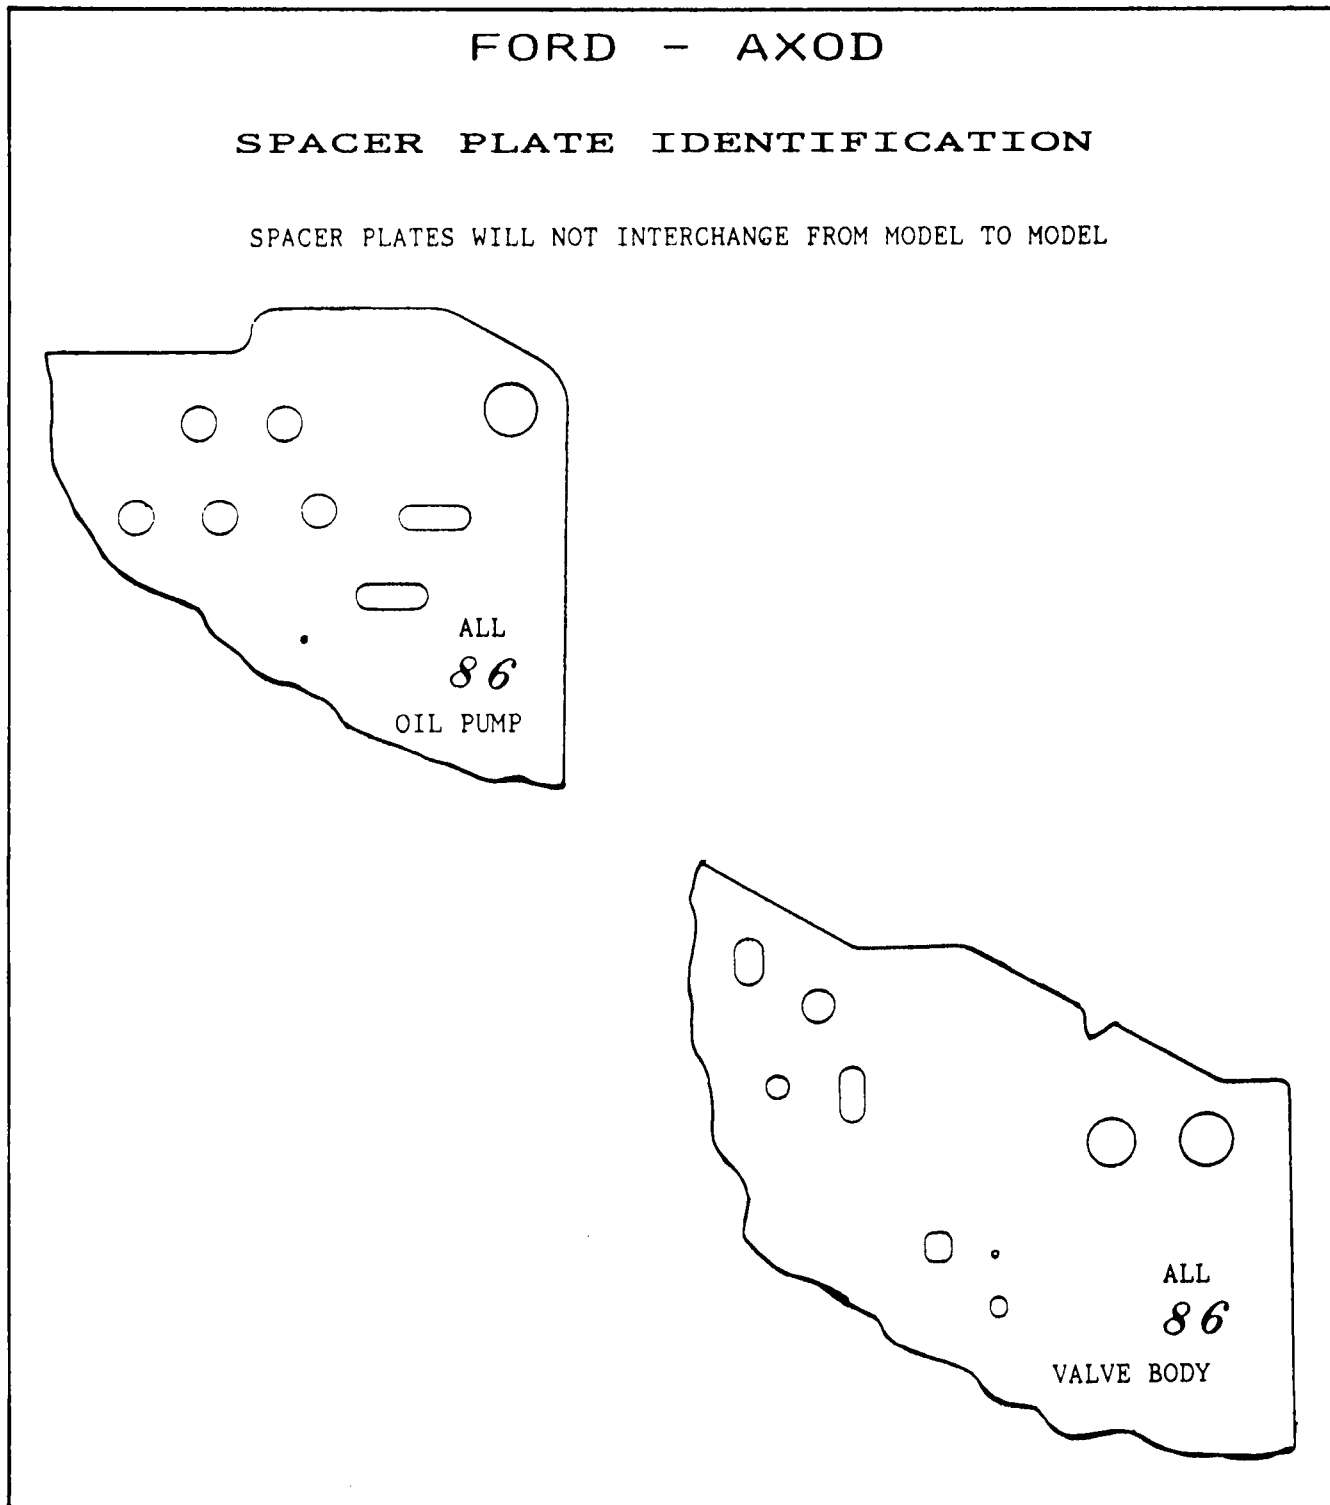 FORD - AXOD
SPACER PLATE IDENTIFICATION
SPACER PLATES WILL NOT INTERCHANGE FROM MODEL TO MODEL
ALL
86
OIL PUMP
ALL
86
VALVE BODY